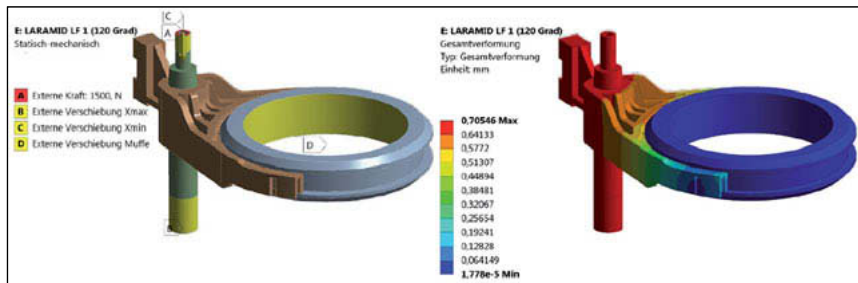 E: LARAMID LF 1 (120 Grad)
Statisch-mechanisch
A Externe Kraft: 1500, N
B Externe Verschiebung Xmax
C Externe Verschiebung Xmin
D Externe Verschiebung Muffe
C
A
D
E: LARAMID LF 1 (120 Grad)
Gesamtverformung
Typ: Gesamtverformung
Einheit: mm
0,70546 Max
0,64133
0,5772
0,51307
0,44894
0,38481
0,32067
0,25654
0,19241
0,12828
0,064149
1,778e-5 Min